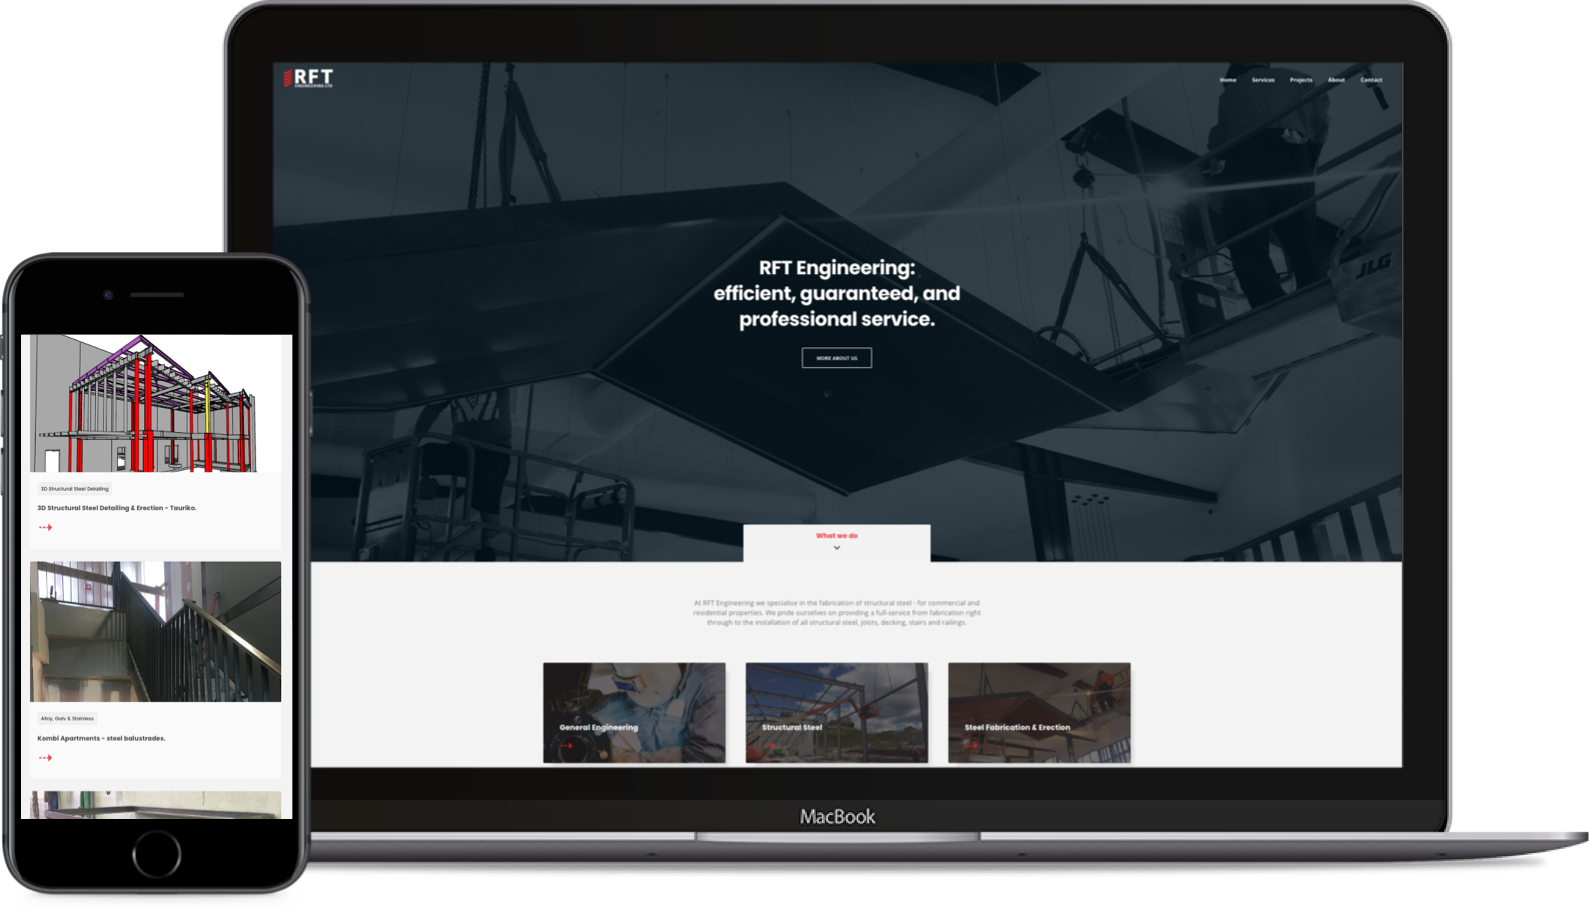 RFT
ENGINEERING LTD
Home
Services
Projects
About
Contact
JLG
RFT Engineering:
efficient, guaranteed, and
professional service.
MORE ABOUT US
What we do
At RFT Engineering we specialise in the fabrication of structural steel - for commercial and
residential properties. We pride ourselves on providing a full-service from fabrication right
through to the installation of all structural steel, joists, decking, stairs and railings.
General Engineering
Structural Steel
Steel Fabrication & Erection
MacBook
3D Structural Steel Detailing
3D Structural Steel Detailing & Erection - Tauriko.
Alloy, Galv & Stainless
Kombi Apartments - steel balustrades.